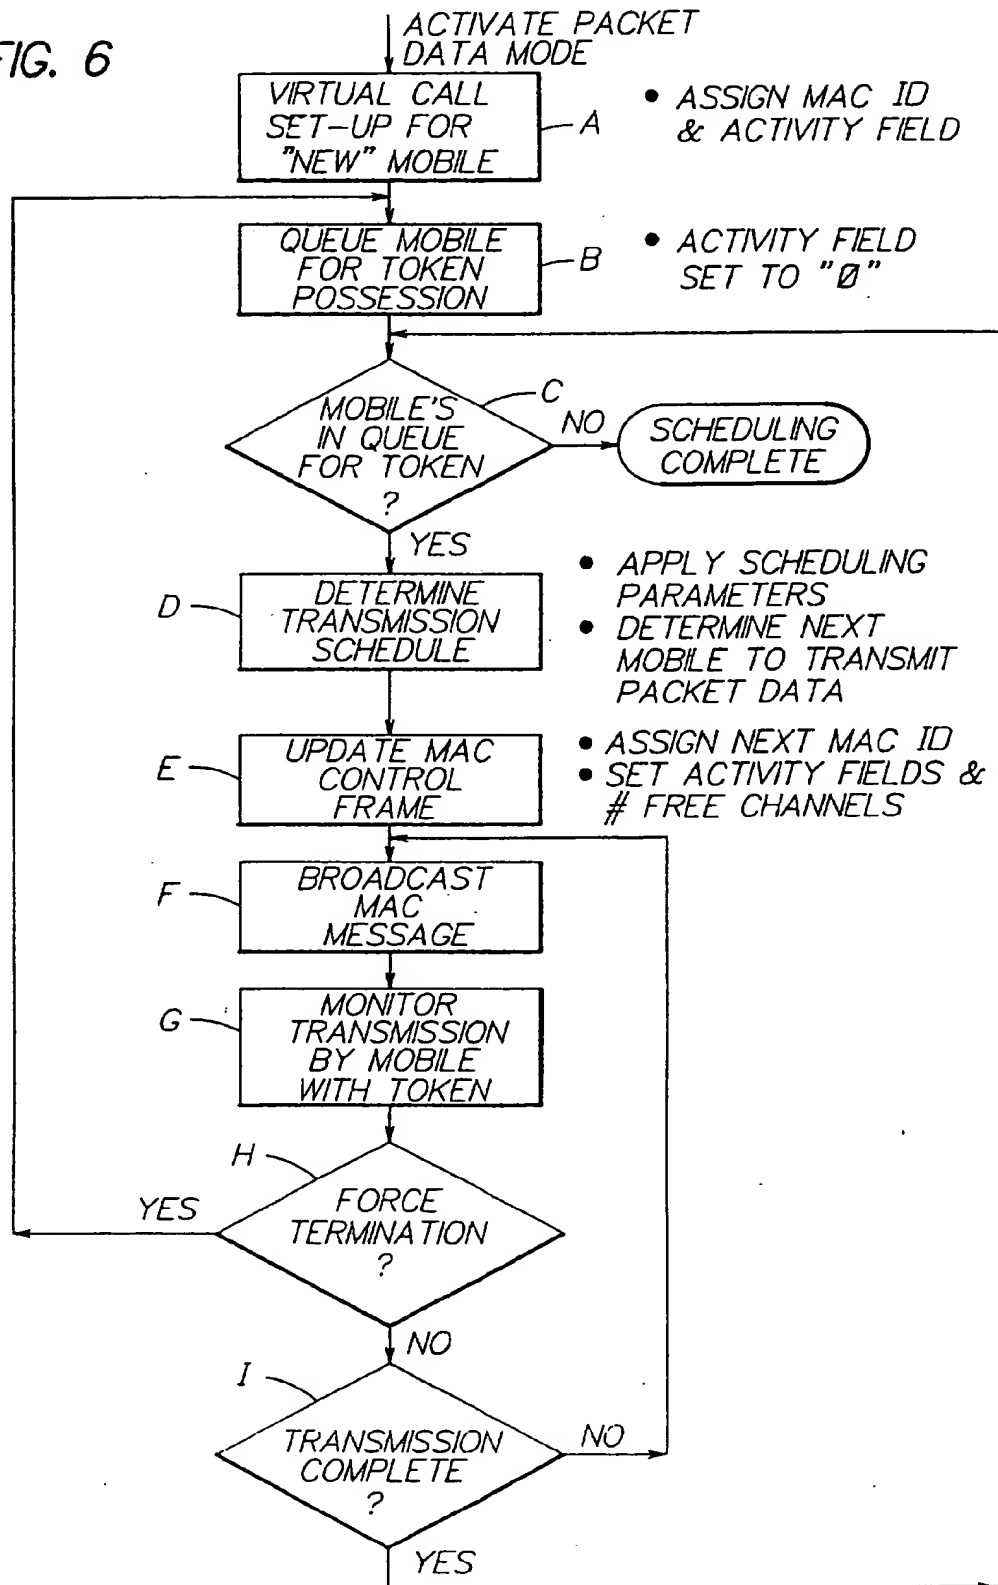 FIG. 6
ACTIVATE PACKET
DATA MODE
VIRTUAL CALL
SET-UP FOR
"NEW" MOBILE
A
• ASSIGN MAC ID
& ACTIVITY FIELD
QUEUE MOBILE
FOR TOKEN
POSSESSION
B
• ACTIVITY FIELD
SET TO "Ø"
MOBILE'S
IN QUEUE
FOR TOKEN
?
C
NO
SCHEDULING
COMPLETE
YES
D
DETERMINE
TRANSMISSION
SCHEDULE
• APPLY SCHEDULING
PARAMETERS
• DETERMINE NEXT
MOBILE TO TRANSMIT
PACKET DATA
E
UPDATE MAC
CONTROL
FRAME
• ASSIGN NEXT MAC ID
• SET ACTIVITY FIELDS &
# FREE CHANNELS
F
BROADCAST
MAC
MESSAGE
G
MONITOR
TRANSMISSION
BY MOBILE
WITH TOKEN
H
FORCE
TERMINATION
?
YES
NO
I
TRANSMISSION
COMPLETE
?
NO
YES